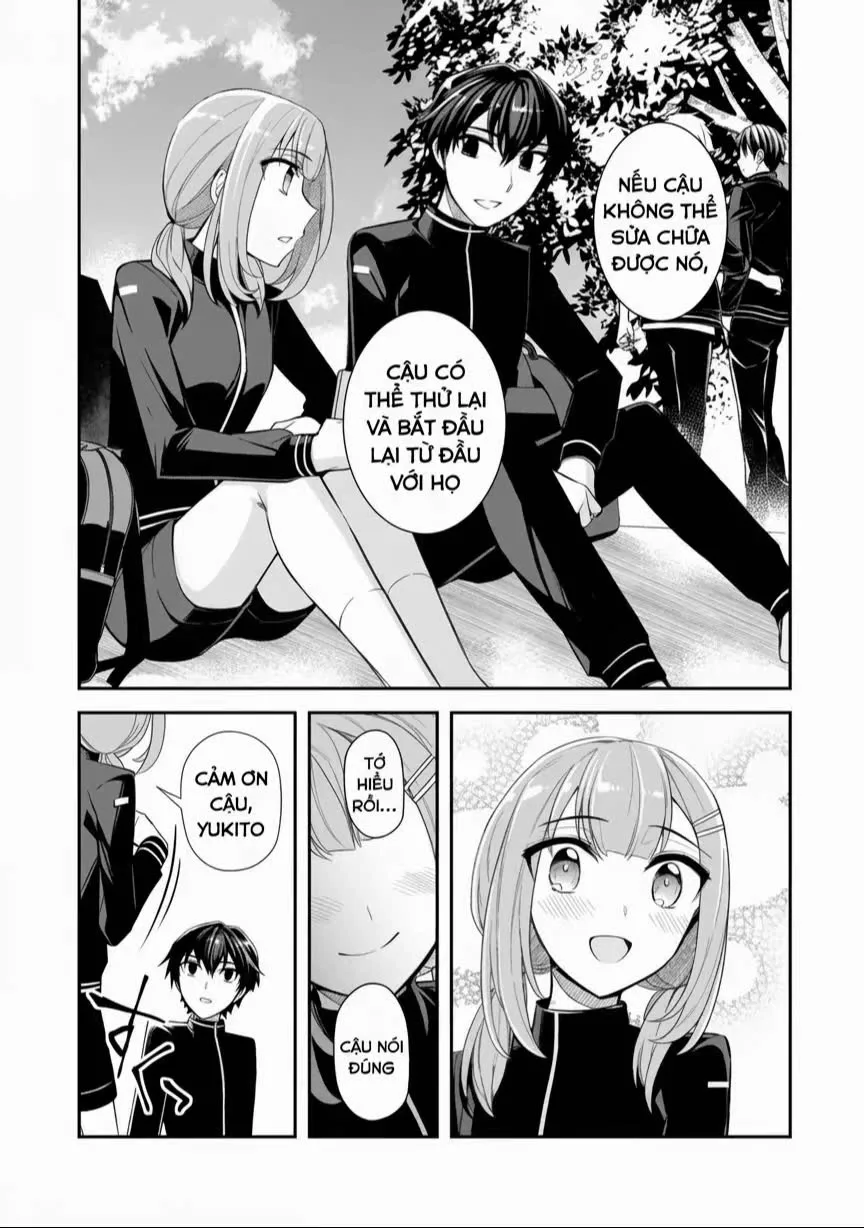 NẾU CẬU
KHÔNG THỂ
SỬA CHỮA
ĐƯỢC NÓ,
CẬU CÓ
THỂ THỬ LẠI
VÀ BẮT ĐẦU
LẠI TỪ ĐẦU
VỚI HỌ
TỚ
HIỂU
RỒI...
CẬU NÓI
ĐÚNG
CẢM ƠN
CẬU,
YUKITO